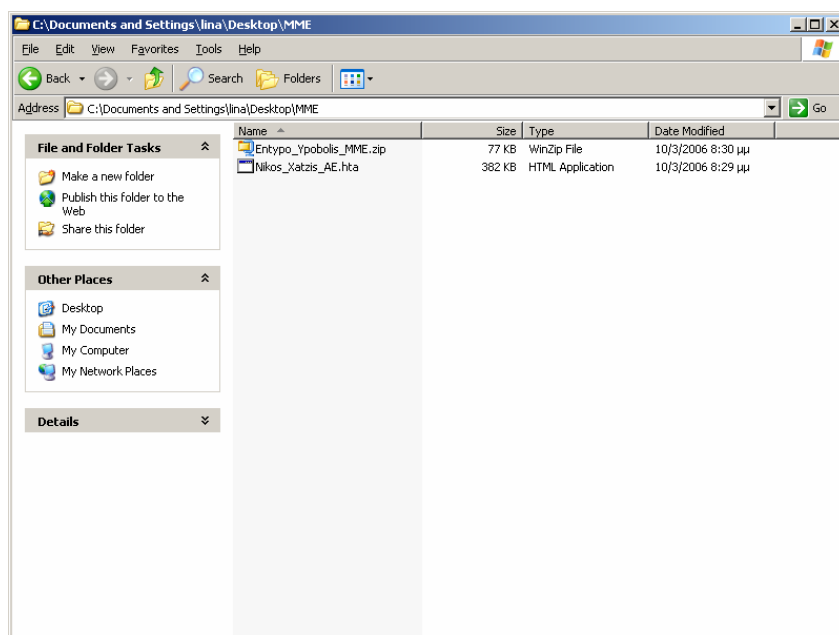 C:\Documents and Settings\lina\Desktop\MME
File Edit View Favorites Tools Help
Back Search Folders
Address C:\Documents and Settings\lina\Desktop\MME Go
File and Folder Tasks
Make a new folder
Publish this folder to the
Web
Share this folder
Other Places
Desktop
My Documents
My Computer
My Network Places
Details
Name Size Type Date Modified
Entypo_Ypobolis_MME.zip 77 KB WinZip File 10/3/2006 8:30 μμ
Nikos_Xatzis_AE.hta 382 KB HTML Application 10/3/2006 8:29 μμ